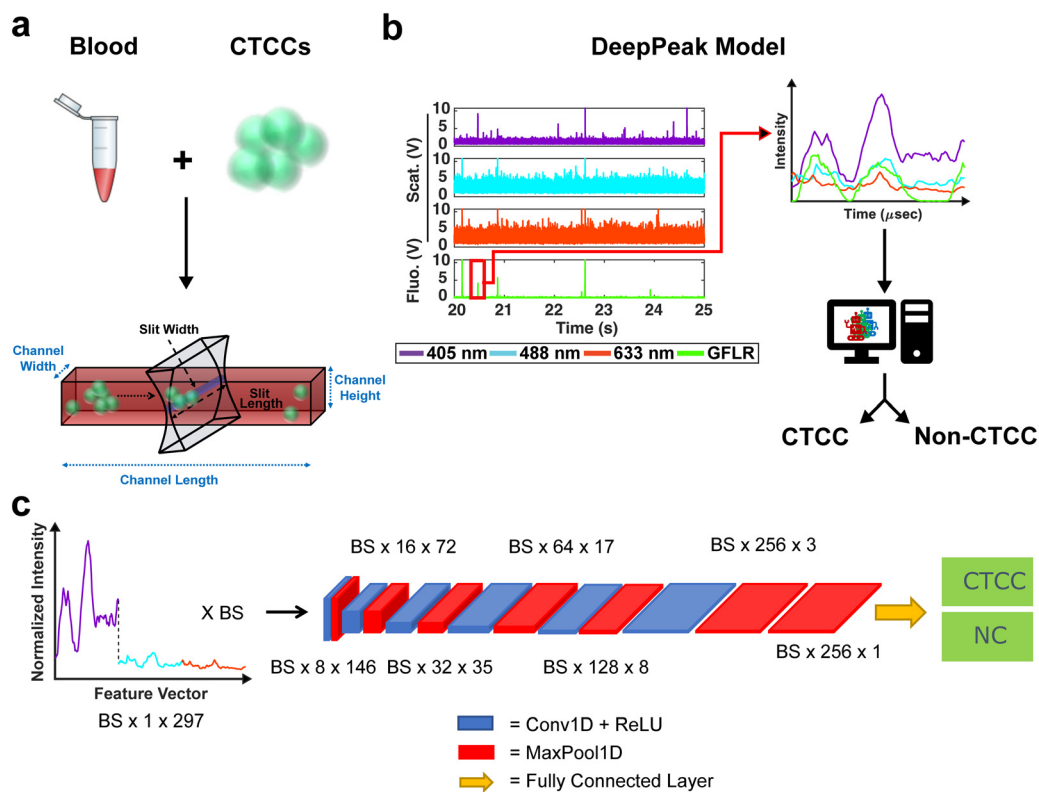 a
Blood
CTCCs
+
Slit Width
Channel
Width
Slit
Length
Channel
Height
Channel Length
b
DeepPeak Model
Scat. (V)
10
5
0
10
5
0
10
5
0
Fluo. (V)
10
5
0
20
21
22
23
24
25
Time (s)
405 nm
488 nm
633 nm
GFLR
Intensity
Time (μsec)
CTCC
Non-CTCC
c
Normalized Intensity
Feature Vector
BS x 1 x 297
X BS
BS x 16 x 72
BS x 64 x 17
BS x 256 x 3
BS x 8 x 146
BS x 32 x 35
BS x 128 x 8
BS x 256 x 1
CTCC
NC
= Conv1D + ReLU
= MaxPool1D
= Fully Connected Layer